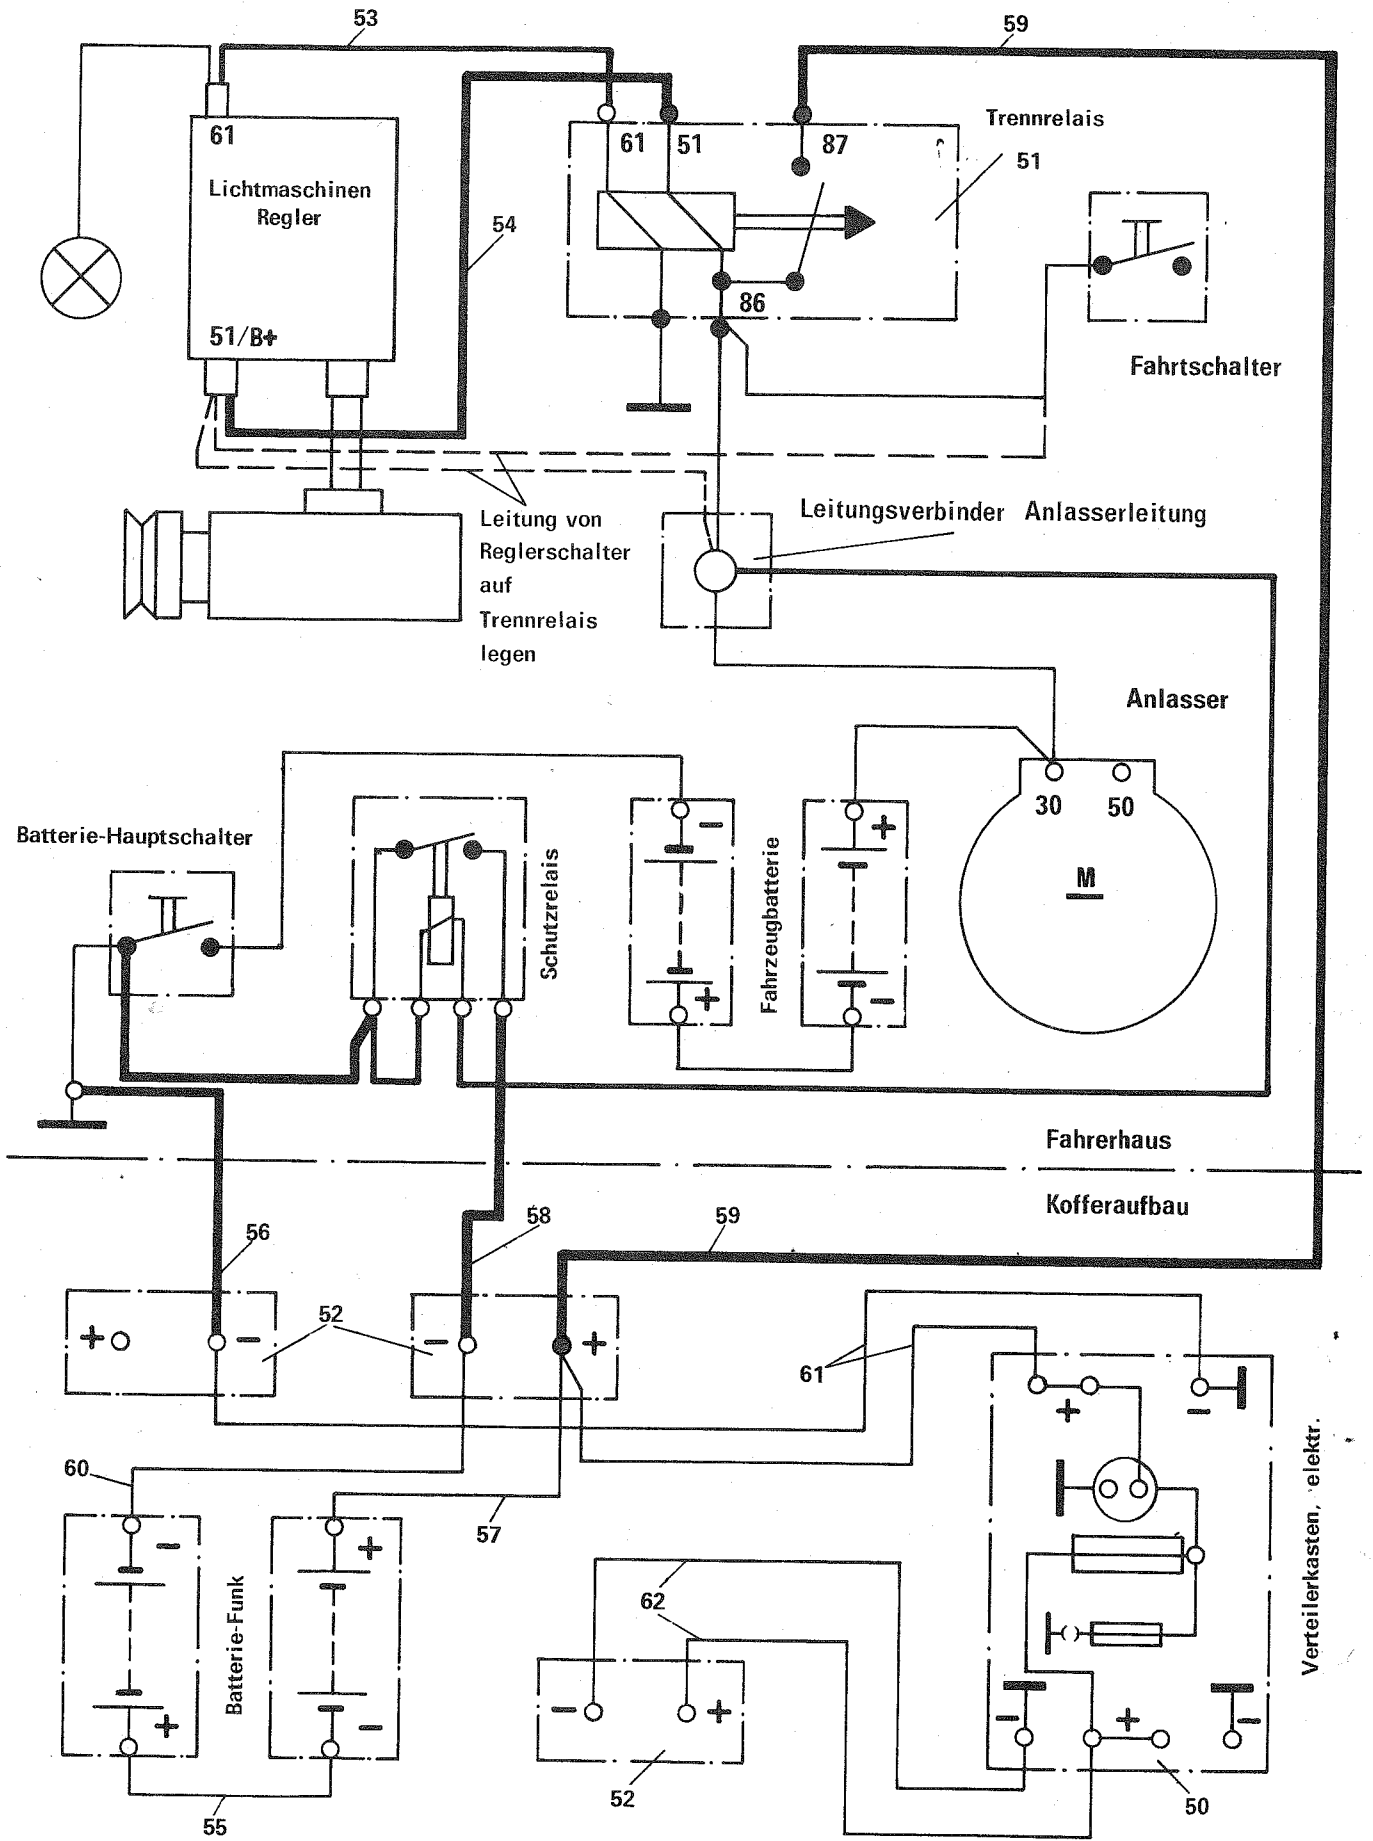 53
59
61
Lichtmaschinen
Regler
51/B+
54
61 51 87
86
Trennrelais
51
Fahrtschalter
Leitung von
Reglerschalter
auf
Trennrelais
legen
Leitungsverbinder Anlasserleitung
Anlasser
30 50
M
Batterie-Hauptschalter
Schutzrelais
−
+
Fahrzeugbatterie
+
−
Fahrerhaus
Kofferaufbau
56
58
59
+ −
52
− +
61
+ −
60
57
−
+
Batterie-Funk
+
−
55
62
− +
52
Verteilerkasten, elektr.
− + −
50